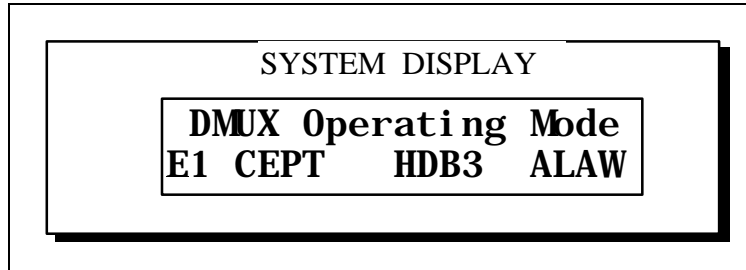 SYSTEM DISPLAY
DMUX Operating Mode
E1 CEPT HDB3 ALAW